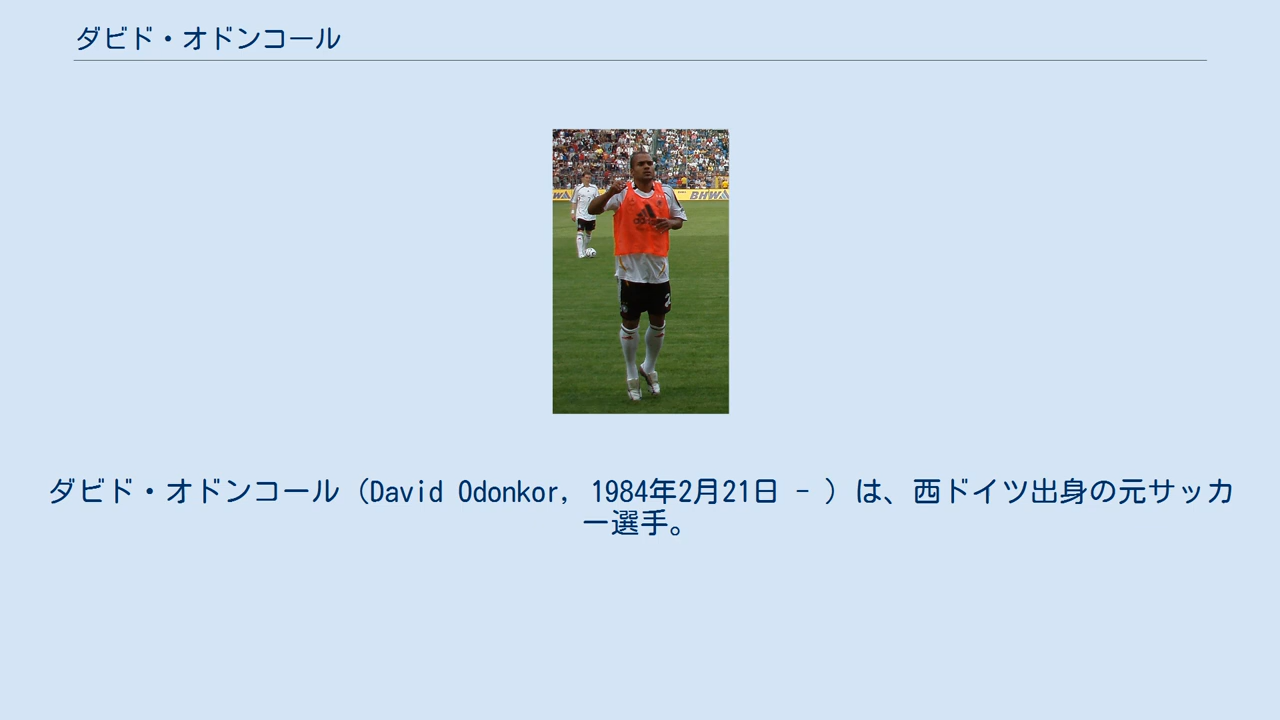 ダビド・オドンコール
BHWA
2
ダビド・オドンコール（David Odonkor, 1984年2月21日 - ）は、西ドイツ出身の元サッカ
ー選手。